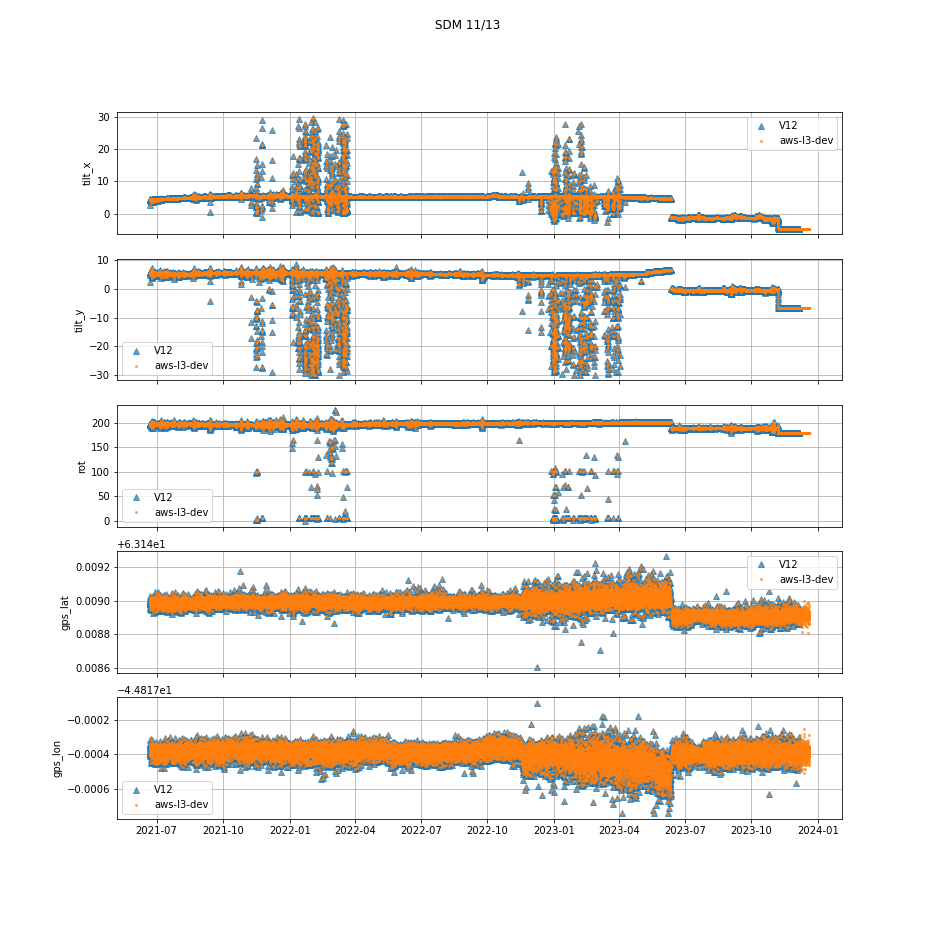 SDM 11/13
30
20
10
0
tilt_x
V12
aws-l3-dev
10
0
−10
−20
−30
tilt_y
V12
aws-l3-dev
200
150
100
50
0
rot
V12
aws-l3-dev
+6.314e1
0.0092
0.0090
0.0088
0.0086
gps_lat
V12
aws-l3-dev
−4.4817e1
−0.0002
−0.0004
−0.0006
gps_lon
V12
aws-l3-dev
2021-07 2021-10 2022-01 2022-04 2022-07 2022-10 2023-01 2023-04 2023-07 2023-10 2024-01